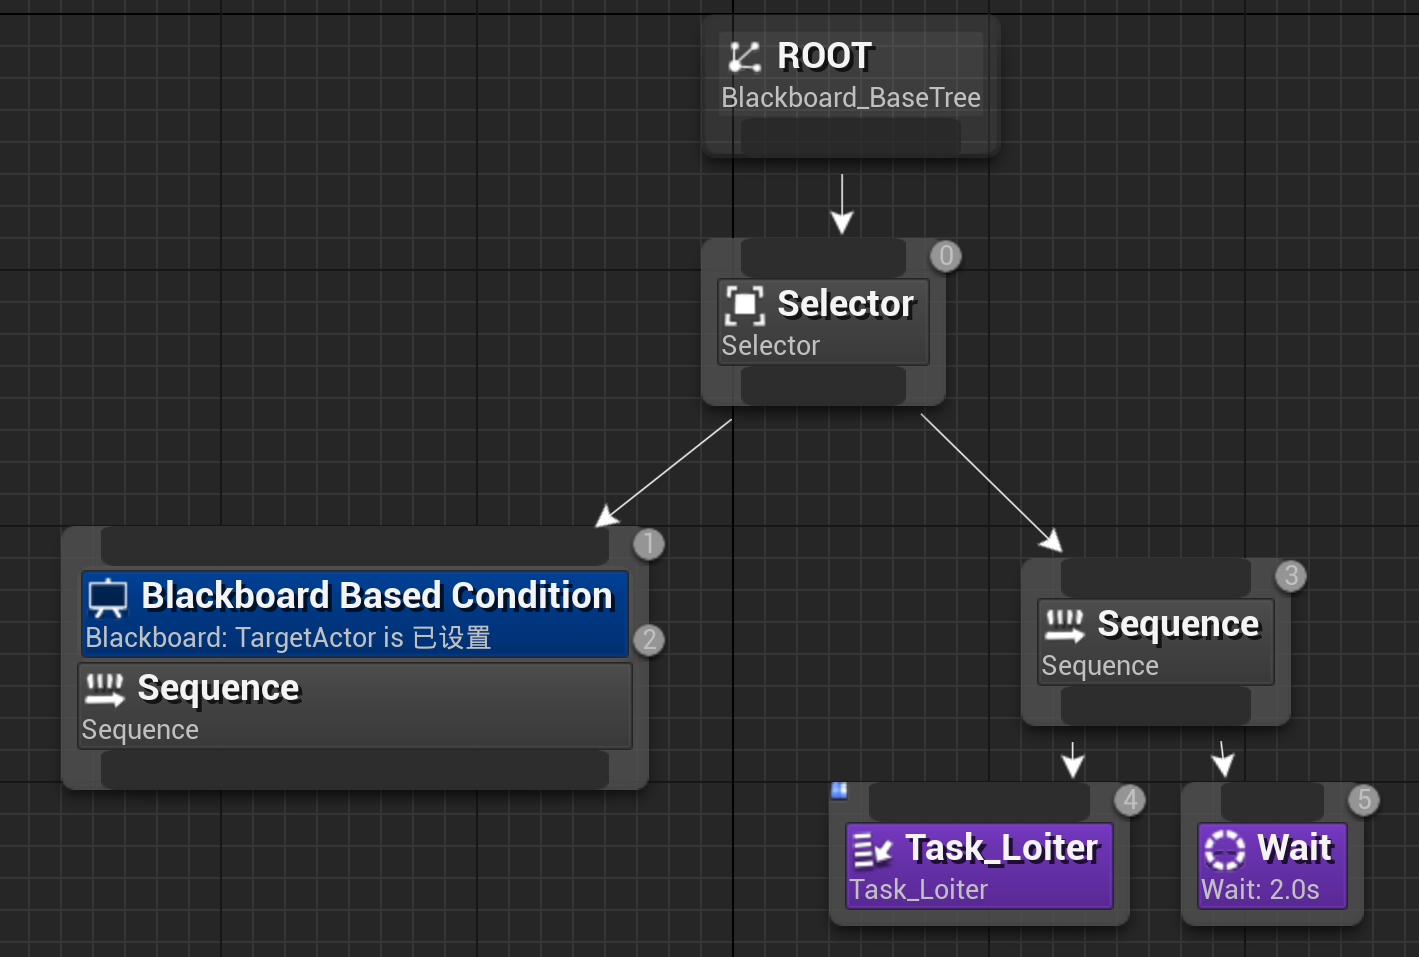 ROOT
Blackboard_BaseTree
0
Selector
Selector
1
Blackboard Based Condition
Blackboard: TargetActor is 已设置
2
Sequence
Sequence
3
Sequence
Sequence
4
Task_Loiter
Task_Loiter
5
Wait
Wait: 2.0s